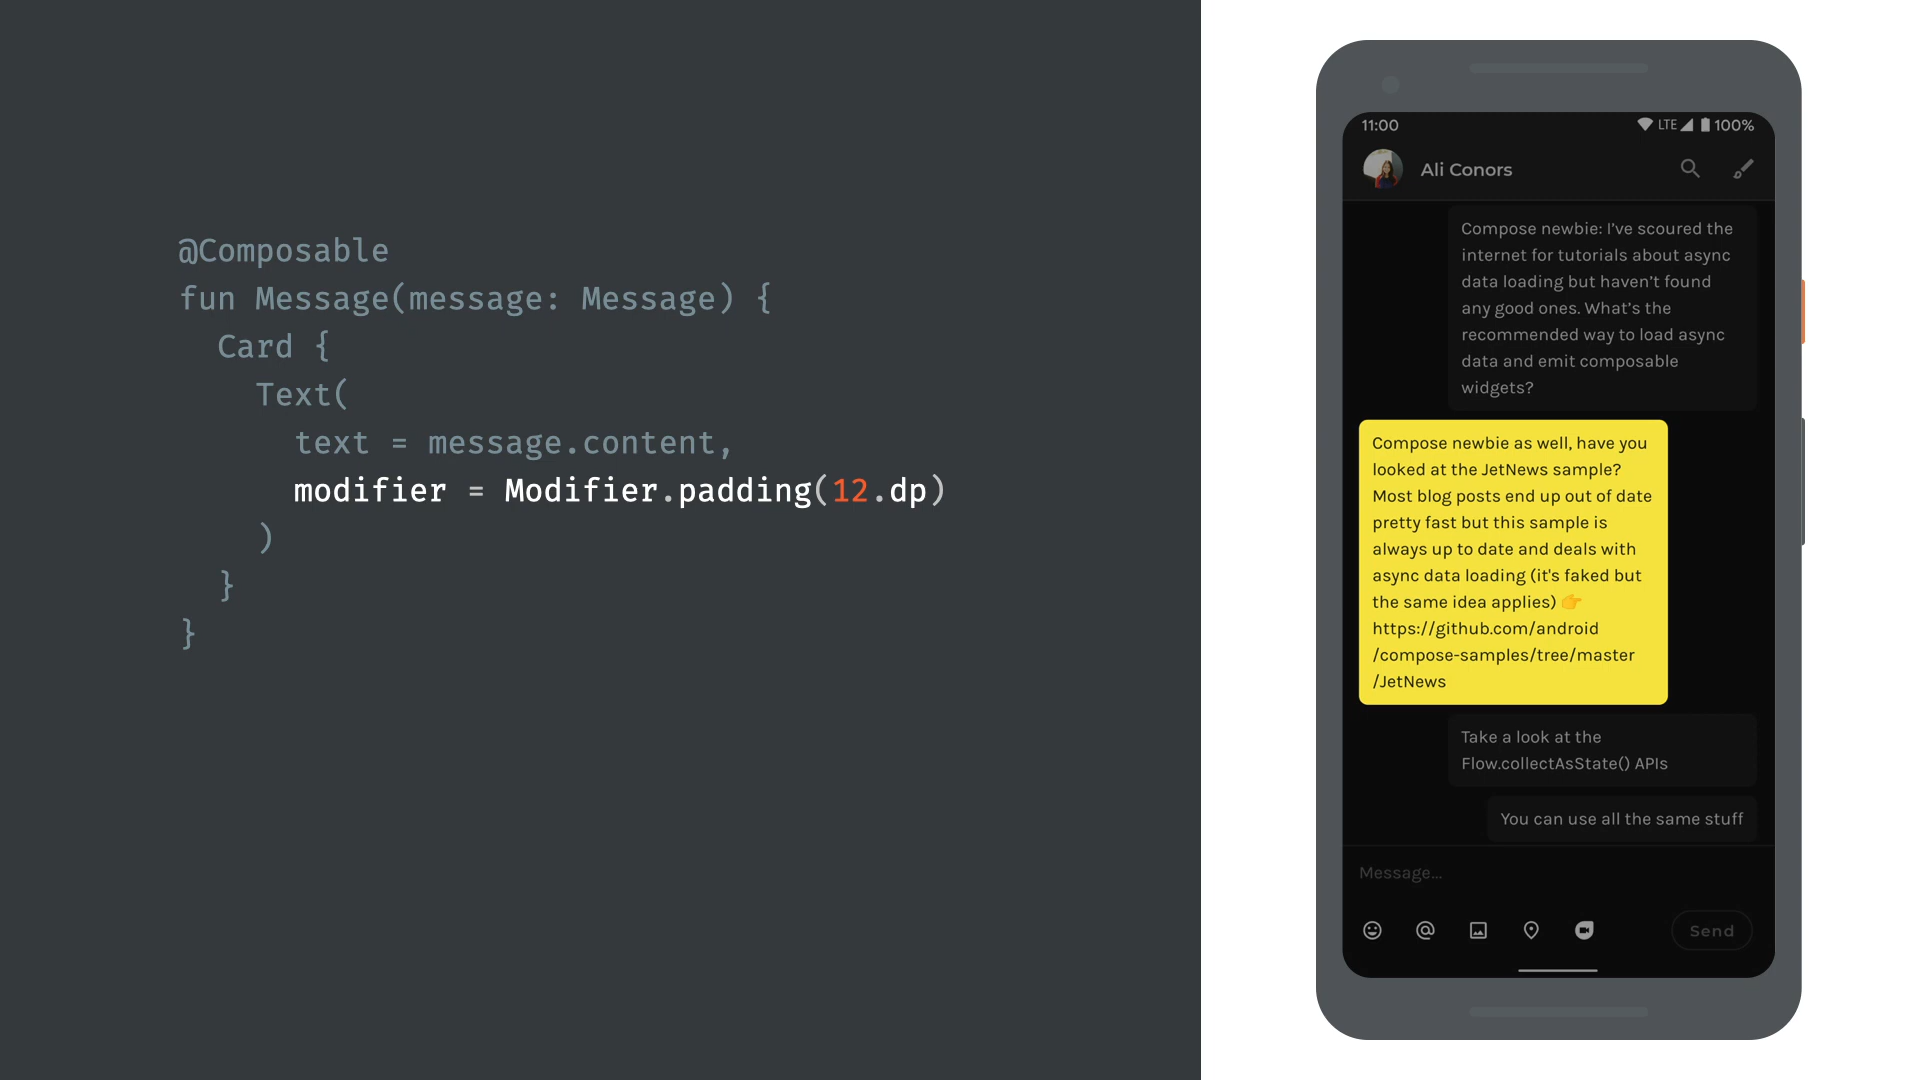 @Composable
fun Message(message: Message) {
Card {
Text(
text = message.content,
modifier = Modifier.padding(12.dp)
)
}
}
11:00
LTE
100%
Ali Conors
Compose newbie: I’ve scoured the
internet for tutorials about async
data loading but haven’t found
any good ones. What’s the
recommended way to load async
data and emit composable
widgets?
Compose newbie as well, have you
looked at the JetNews sample?
Most blog posts end up out of date
pretty fast but this sample is
always up to date and deals with
async data loading (it's faked but
the same idea applies) 👉
https://github.com/android
/compose-samples/tree/master
/JetNews
Take a look at the
Flow.collectAsState() APIs
You can use all the same stuff
Message...
Send